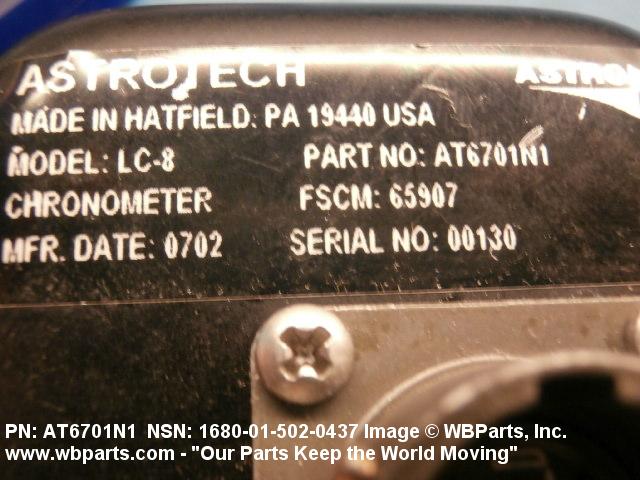 ASTROTECH
MADE IN HATFIELD: PA 19440 USA
MODEL: LC-8 PART NO: AT6701N1
CHRONOMETER FSCM: 65907
MFR. DATE: 0702 SERIAL NO: 00130
PN: AT6701N1 NSN: 1680-01-502-0437 Image © WBParts, Inc.
www.wbparts.com - "Our Parts Keep the World Moving"